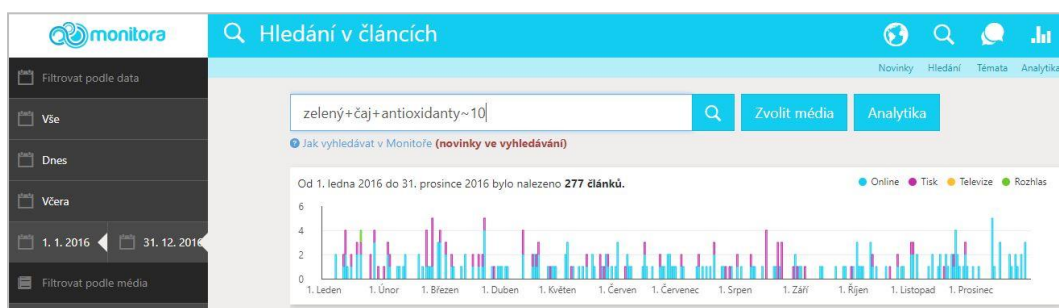 monitora
Hledání v článcích
Novinky Hledání Témata Analytika
Filtrovat podle data
Vše
Dnes
Včera
1. 1. 2016 31. 12. 2016
Filtrovat podle média
zelený+čaj+antioxidanty~10
Zvolit média
Analytika
Jak vyhledávat v Monitoře (novinky ve vyhledávání)
Od 1. ledna 2016 do 31. prosince 2016 bylo nalezeno 277 článků.
Online Tisk Televize Rozhlas
6
4
2
0
1. Leden 1. Únor 1. Březen 1. Duben 1. Květen 1. Červen 1. Červenec 1. Srpen 1. Září 1. Říjen 1. Listopad 1. Prosinec